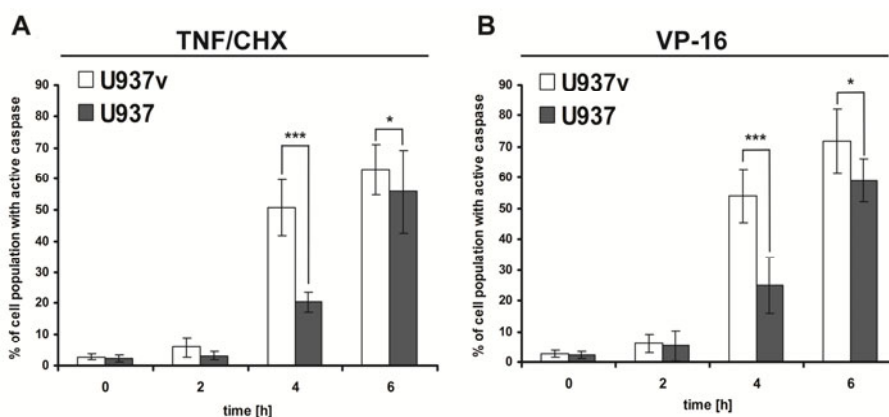 A
TNF/CHX
U937v
U937
% of cell population with active caspase
90
80
70
60
50
40
30
20
10
0
***
*
0 2 4 6
time [h]
B
VP-16
U937v
U937
% of cell population with active caspase
90
80
70
60
50
40
30
20
10
0
***
*
0 2 4 6
time [h]